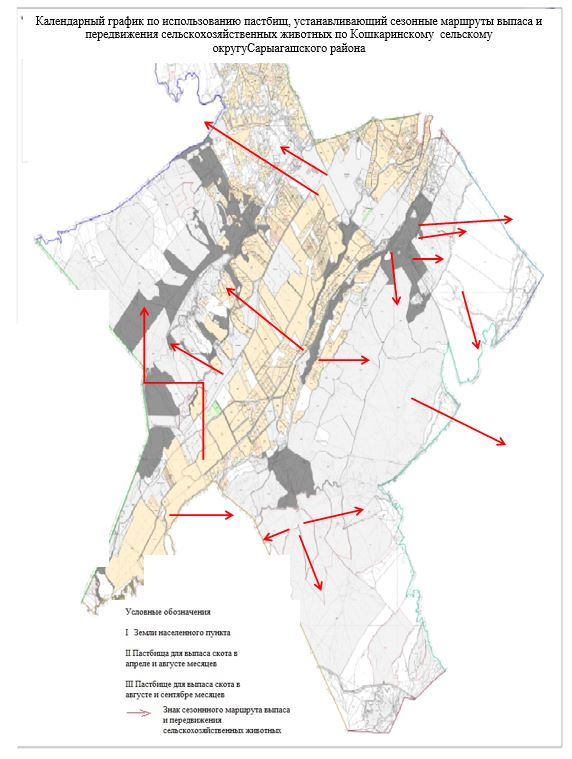 Календарный график по использованию пастбищ, устанавливающий сезонные маршруты выпаса и
передвижения сельскохозяйственных животных по Кошкаринскому сельскому
округуСарыагашского района
Условные обозначения
I Земли населенного пункта
II Пастбища для выпаса скота в
апреле и августе месяцев
III Пастбище для выпаса скота в
августе и сентябре месяцев
Знак сезоннного маршрута выпаса
и передвижения
сельскохозяйственных животных